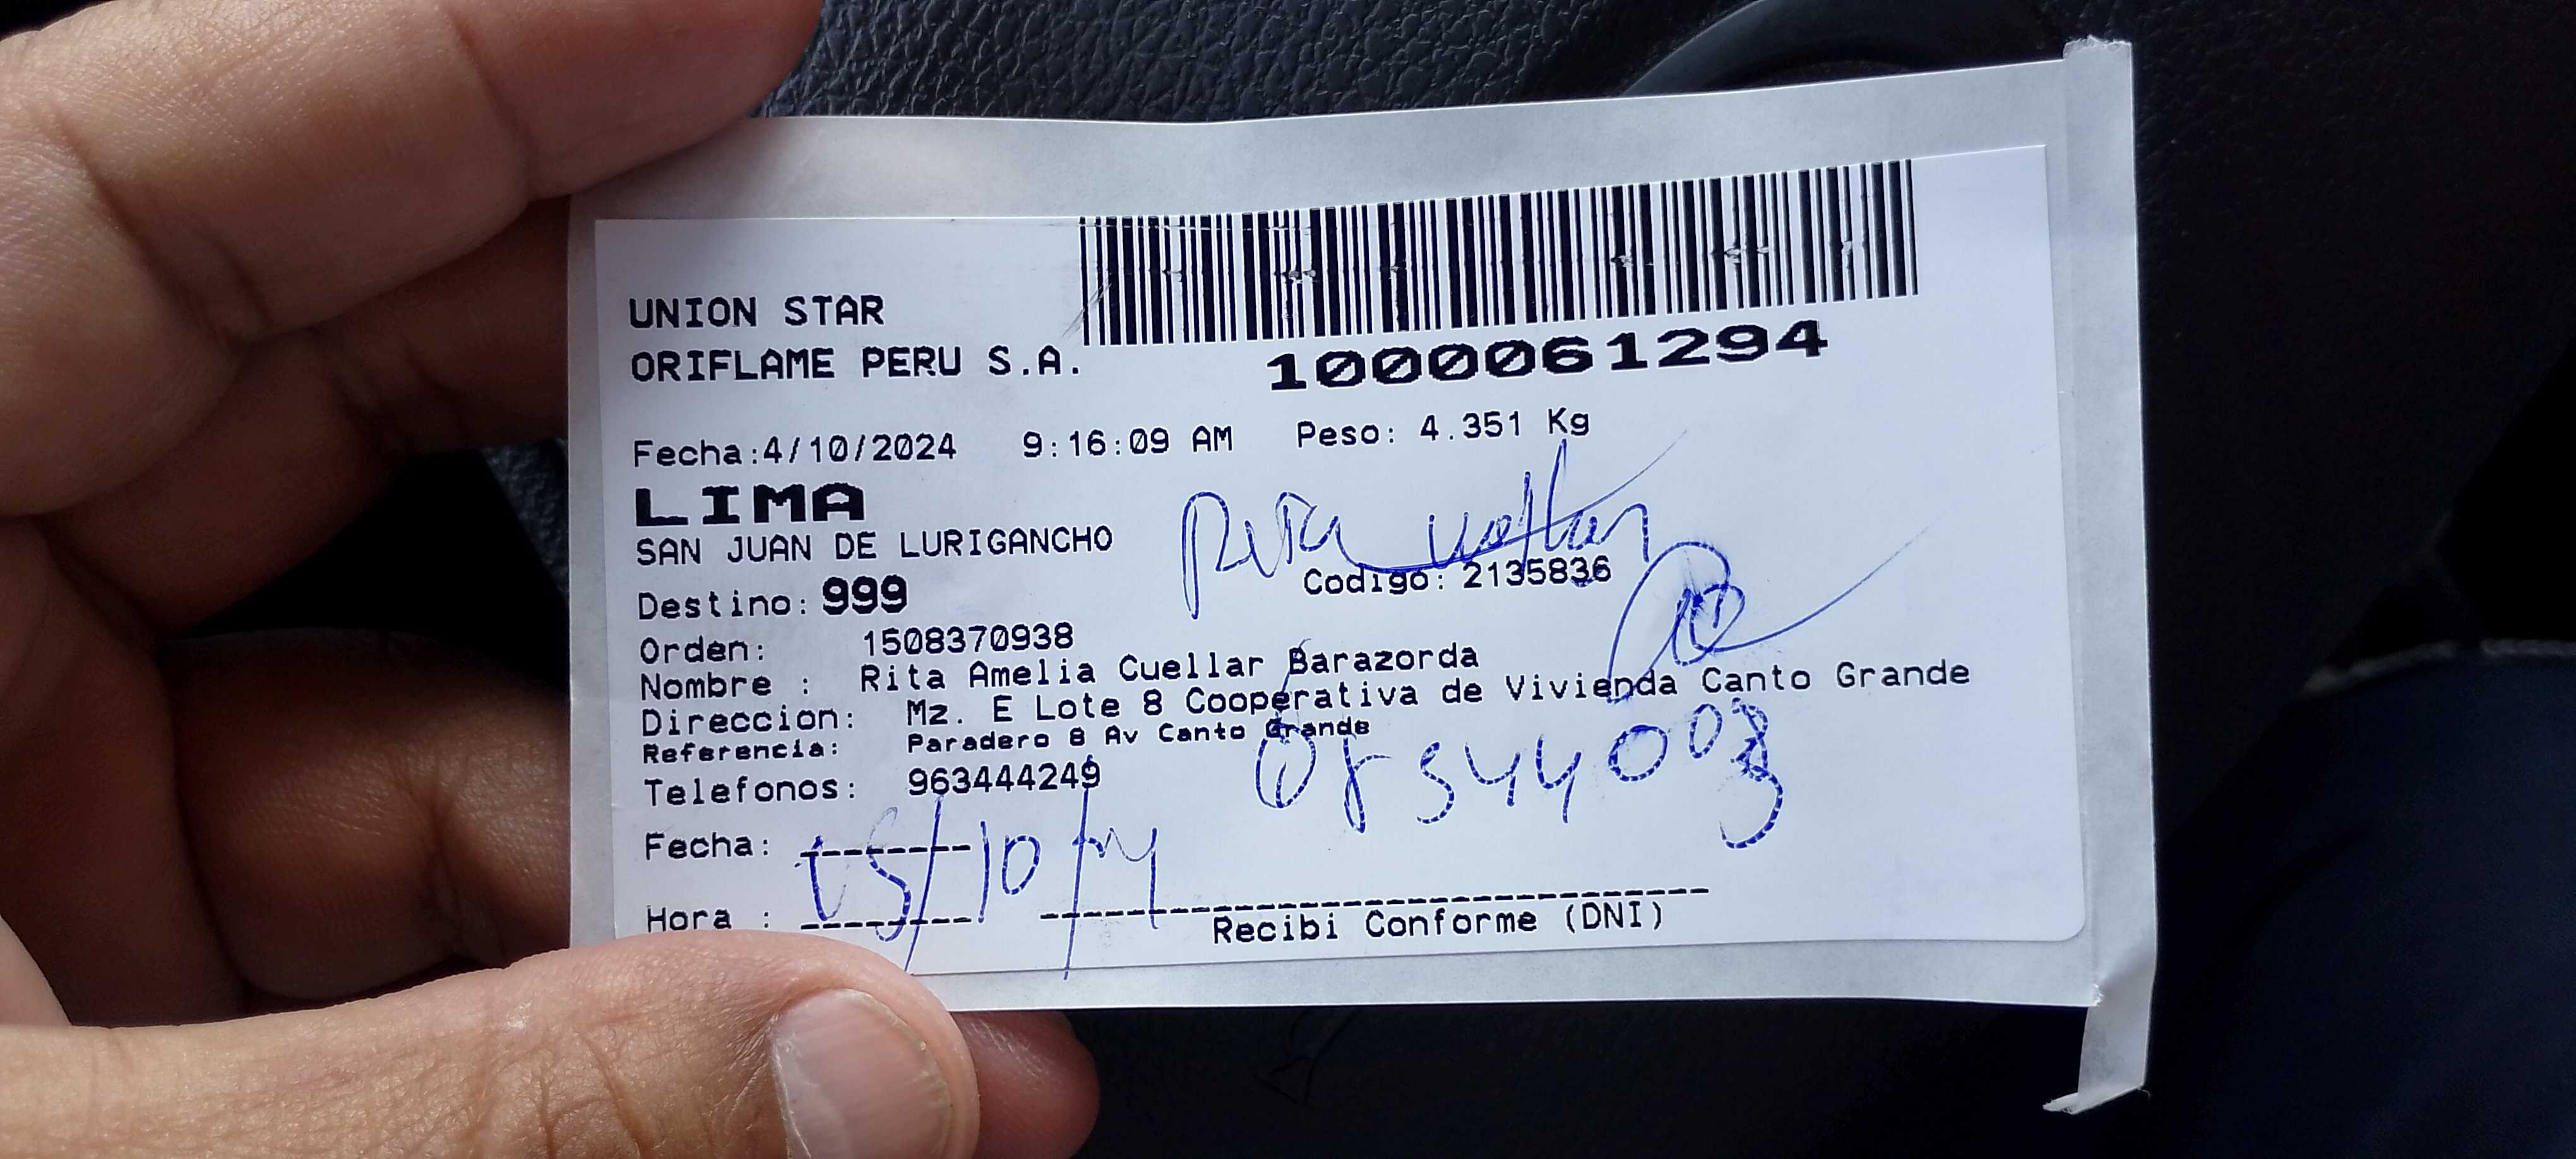 UNION STAR
ORIFLAME PERU S.A.
1000061294
Fecha:4/10/2024 9:16:09 AM Peso: 4.351 Kg
LIMA
SAN JUAN DE LURIGANCHO
Rita Cuellar
Destino: 999 Codigo: 2135836
Orden: 1508370938
Nombre : Rita Amelia Cuellar Barazorda
Direccion: Mz. E Lote 8 Cooperativa de Vivienda Canto Grande
Referencia: Paradero 8 Av Canto Grande
Telefonos: 963444249
Fecha: 05/10/24
Hora :
Recibi Conforme (DNI)